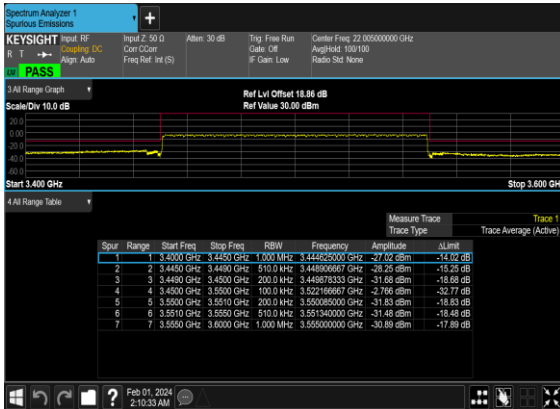 Spectrum Analyzer 1
Spurious Emissions
+
KEYSIGHT Input: RF Input Z: 50 Ω Atten: 30 dB Trig: Free Run Center Freq: 22.005000000 GHz
R T Coupling: DC Corr CCorr Gate: Off Avg|Hold: 100/100
Align: Auto Freq Ref: Int (S) IF Gain: Low Radio Std: None
PASS
3 All Range Graph Ref Lvl Offset 18.86 dB
Scale/Div 10.0 dB Ref Value 30.00 dBm
20.0
0.00
-20.0
-40.0
-60.0
Start 3.400 GHz Stop 3.600 GH
4 All Range Table
Measure Trace Trace 1
Trace Type Trace Average (Active)
Spur Range Start Freq Stop Freq RBW Frequency Amplitude ΔLimit
1 1 3.4000 GHz 3.4450 GHz 1.000 MHz 3.444625000 GHz -27.02 dBm -14.02 dB
2 2 3.4450 GHz 3.4490 GHz 510.0 kHz 3.448906667 GHz -28.25 dBm -15.25 dB
3 3 3.4490 GHz 3.4500 GHz 200.0 kHz 3.449878333 GHz -31.68 dBm -18.68 dB
4 4 3.4500 GHz 3.5500 GHz 100.0 kHz 3.522166667 GHz -2.766 dBm -32.77 dB
5 5 3.5500 GHz 3.5510 GHz 200.0 kHz 3.550085000 GHz -31.83 dBm -18.83 dB
6 6 3.5510 GHz 3.5550 GHz 510.0 kHz 3.551340000 GHz -31.48 dBm -18.48 dB
7 7 3.5550 GHz 3.6000 GHz 1.000 MHz 3.555000000 GHz -30.89 dBm -17.89 dB
? Feb 01, 2024
2:10:33 AM